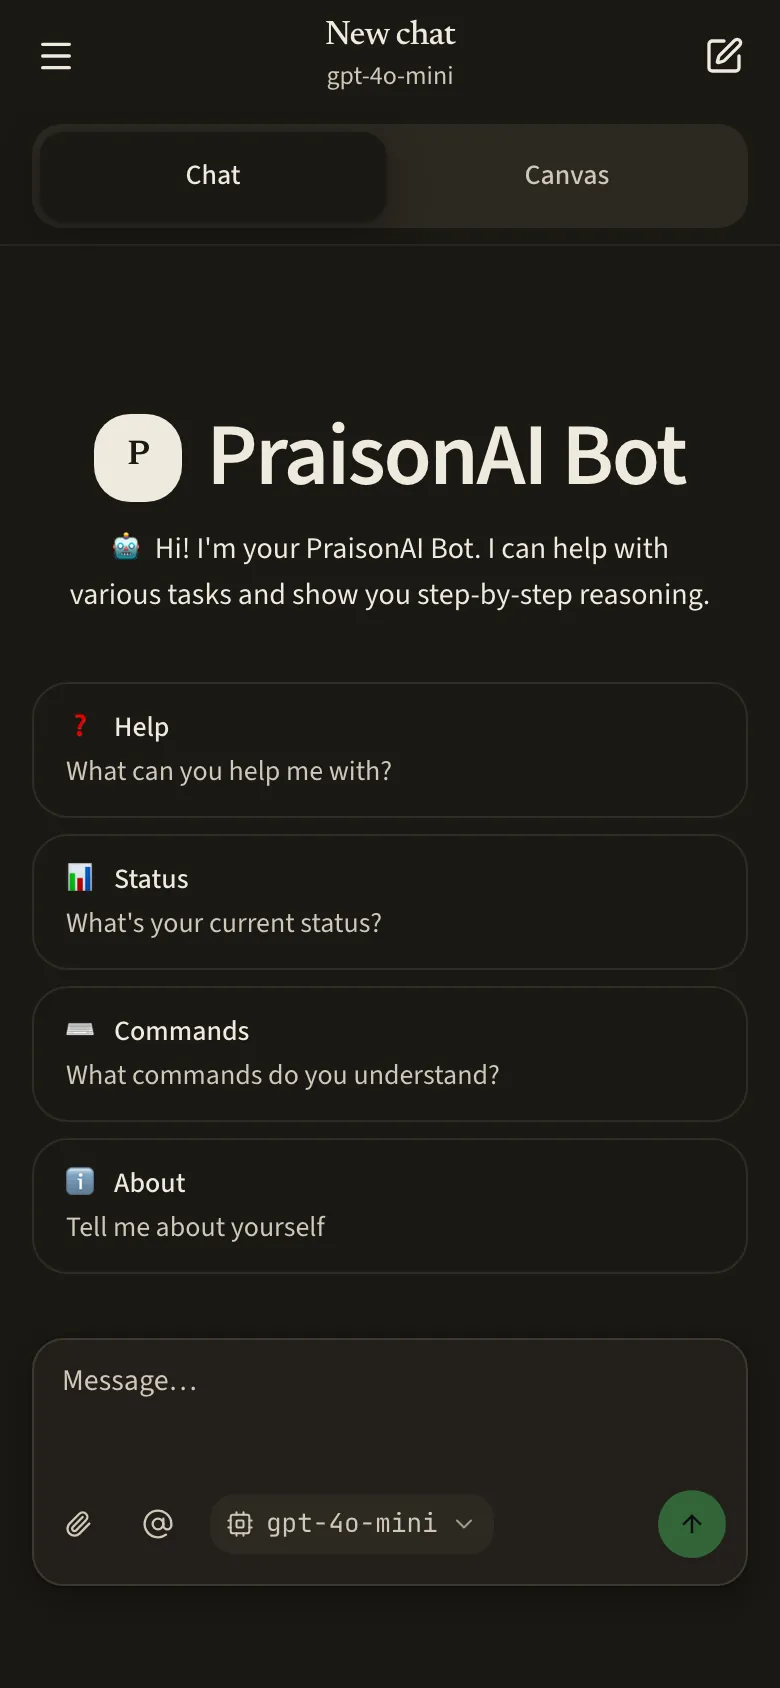 New chat
gpt-4o-mini
Chat
Canvas
P
PraisonAI Bot
🤖 Hi! I'm your PraisonAI Bot. I can help with
various tasks and show you step-by-step reasoning.
❓ Help
What can you help me with?
📊 Status
What's your current status?
⌨️ Commands
What commands do you understand?
ℹ️ About
Tell me about yourself
Message…
gpt-4o-mini